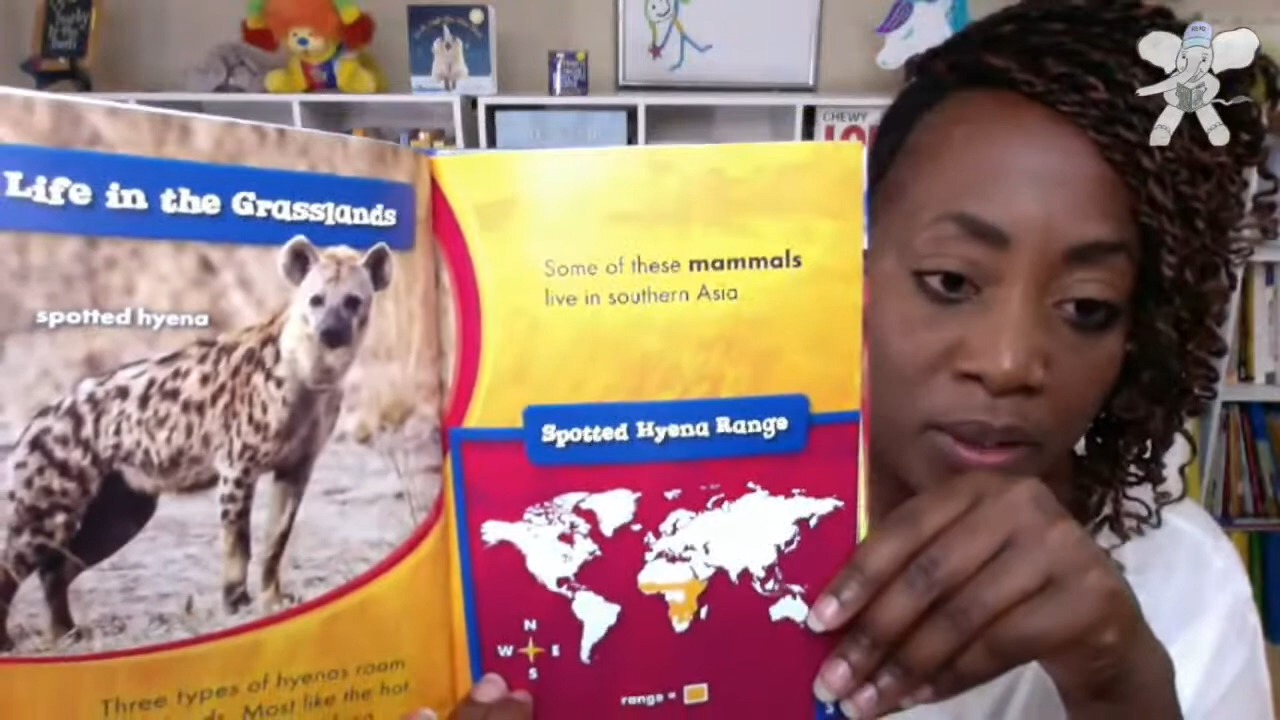 Life in the Grasslands
spotted hyena
Three types of hyenas roam
Most like the hot
Some of these mammals
live in southern Asia
Spotted Hyena Range
N
W E
S
range =
CHEWY